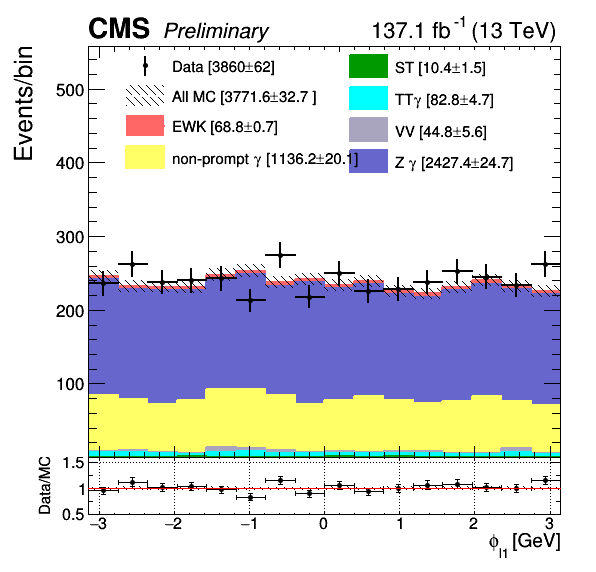 CMS Preliminary 137.1 fb⁻¹ (13 TeV)
Events/bin
500
400
300
200
100
Data [3860±62]
All MC [3771.6±32.7 ]
EWK [68.8±0.7]
non-prompt γ [1136.2±20.1]
ST [10.4±1.5]
TTγ [82.8±4.7]
VV [44.8±5.6]
Z γ [2427.4±24.7]
Data/MC
1.5
1
0.5
−3 −2 −1 0 1 2 3
ϕ_l1 [GeV]